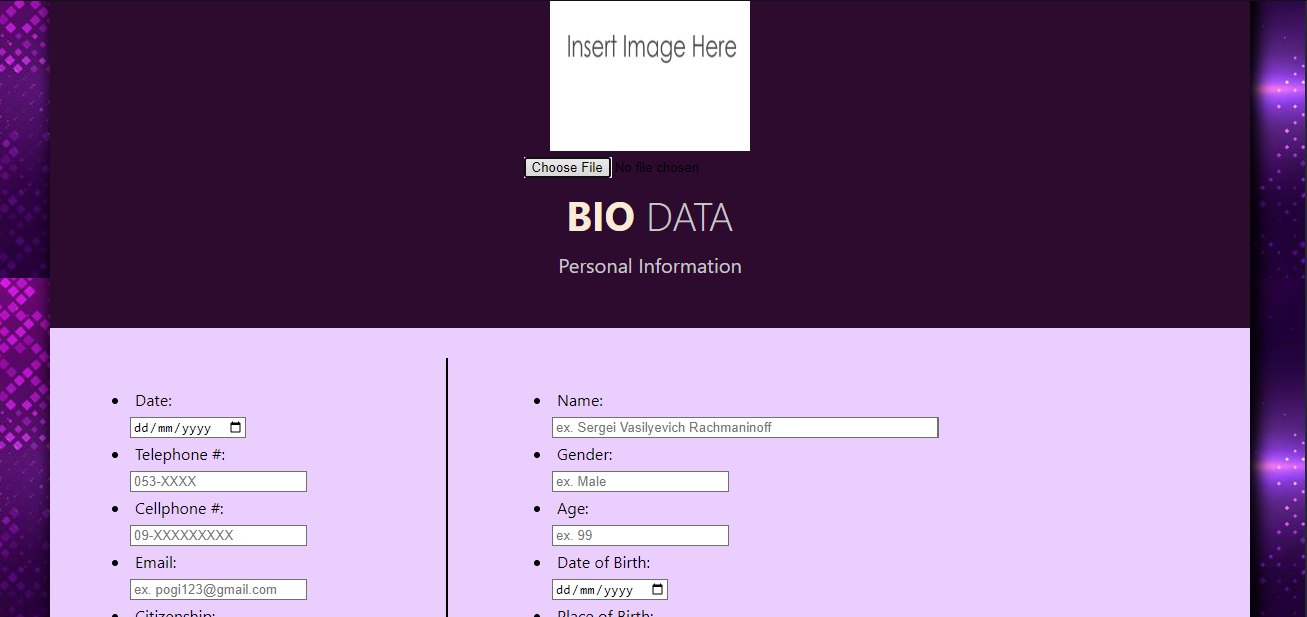 Insert Image Here
Choose File No file chosen
BIO DATA
Personal Information
Date:
dd/mm/yyyy
Telephone #:
053-XXXX
Cellphone #:
09-XXXXXXXXX
Email:
ex. pogi123@gmail.com
Citizenship:
Name:
ex. Sergei Vasilyevich Rachmaninoff
Gender:
ex. Male
Age:
ex. 99
Date of Birth:
dd/mm/yyyy
Place of Birth: